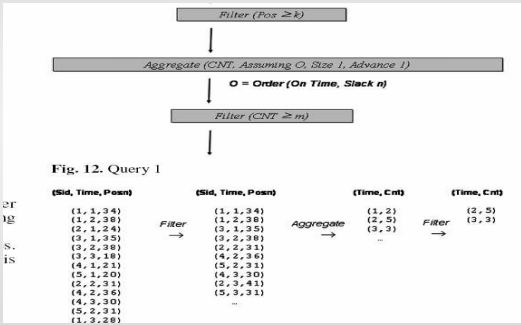 Filter (Pos ≥ k)
Aggregate (CNT, Assuming O, Size 1, Advance 1)
O = Order (On Time, Slack n)
Filter (CNT ≥ m)
Fig. 12. Query 1
er
ng
s.
is
(Sid, Time, Posn) (Sid, Time, Posn) (Time, Cnt) (Time, Cnt)
(1,1,34) (1,1,34) (1,2) (2,5)
(1,2,38) Filter (1,2,38) Aggregate (2,5) Filter (3,3)
(2,1,24) → (3,1,35) → (3,3) →
(3,1,35) (3,2,38) ...
(3,2,38) (2,2,31)
(3,3,18) (4,2,36)
(4,1,21) (5,2,31)
(5,1,20) (4,3,30)
(2,2,31) (2,3,41)
(4,2,36) (5,3,31)
(4,3,30) ...
(5,2,31)
(1,3,28)